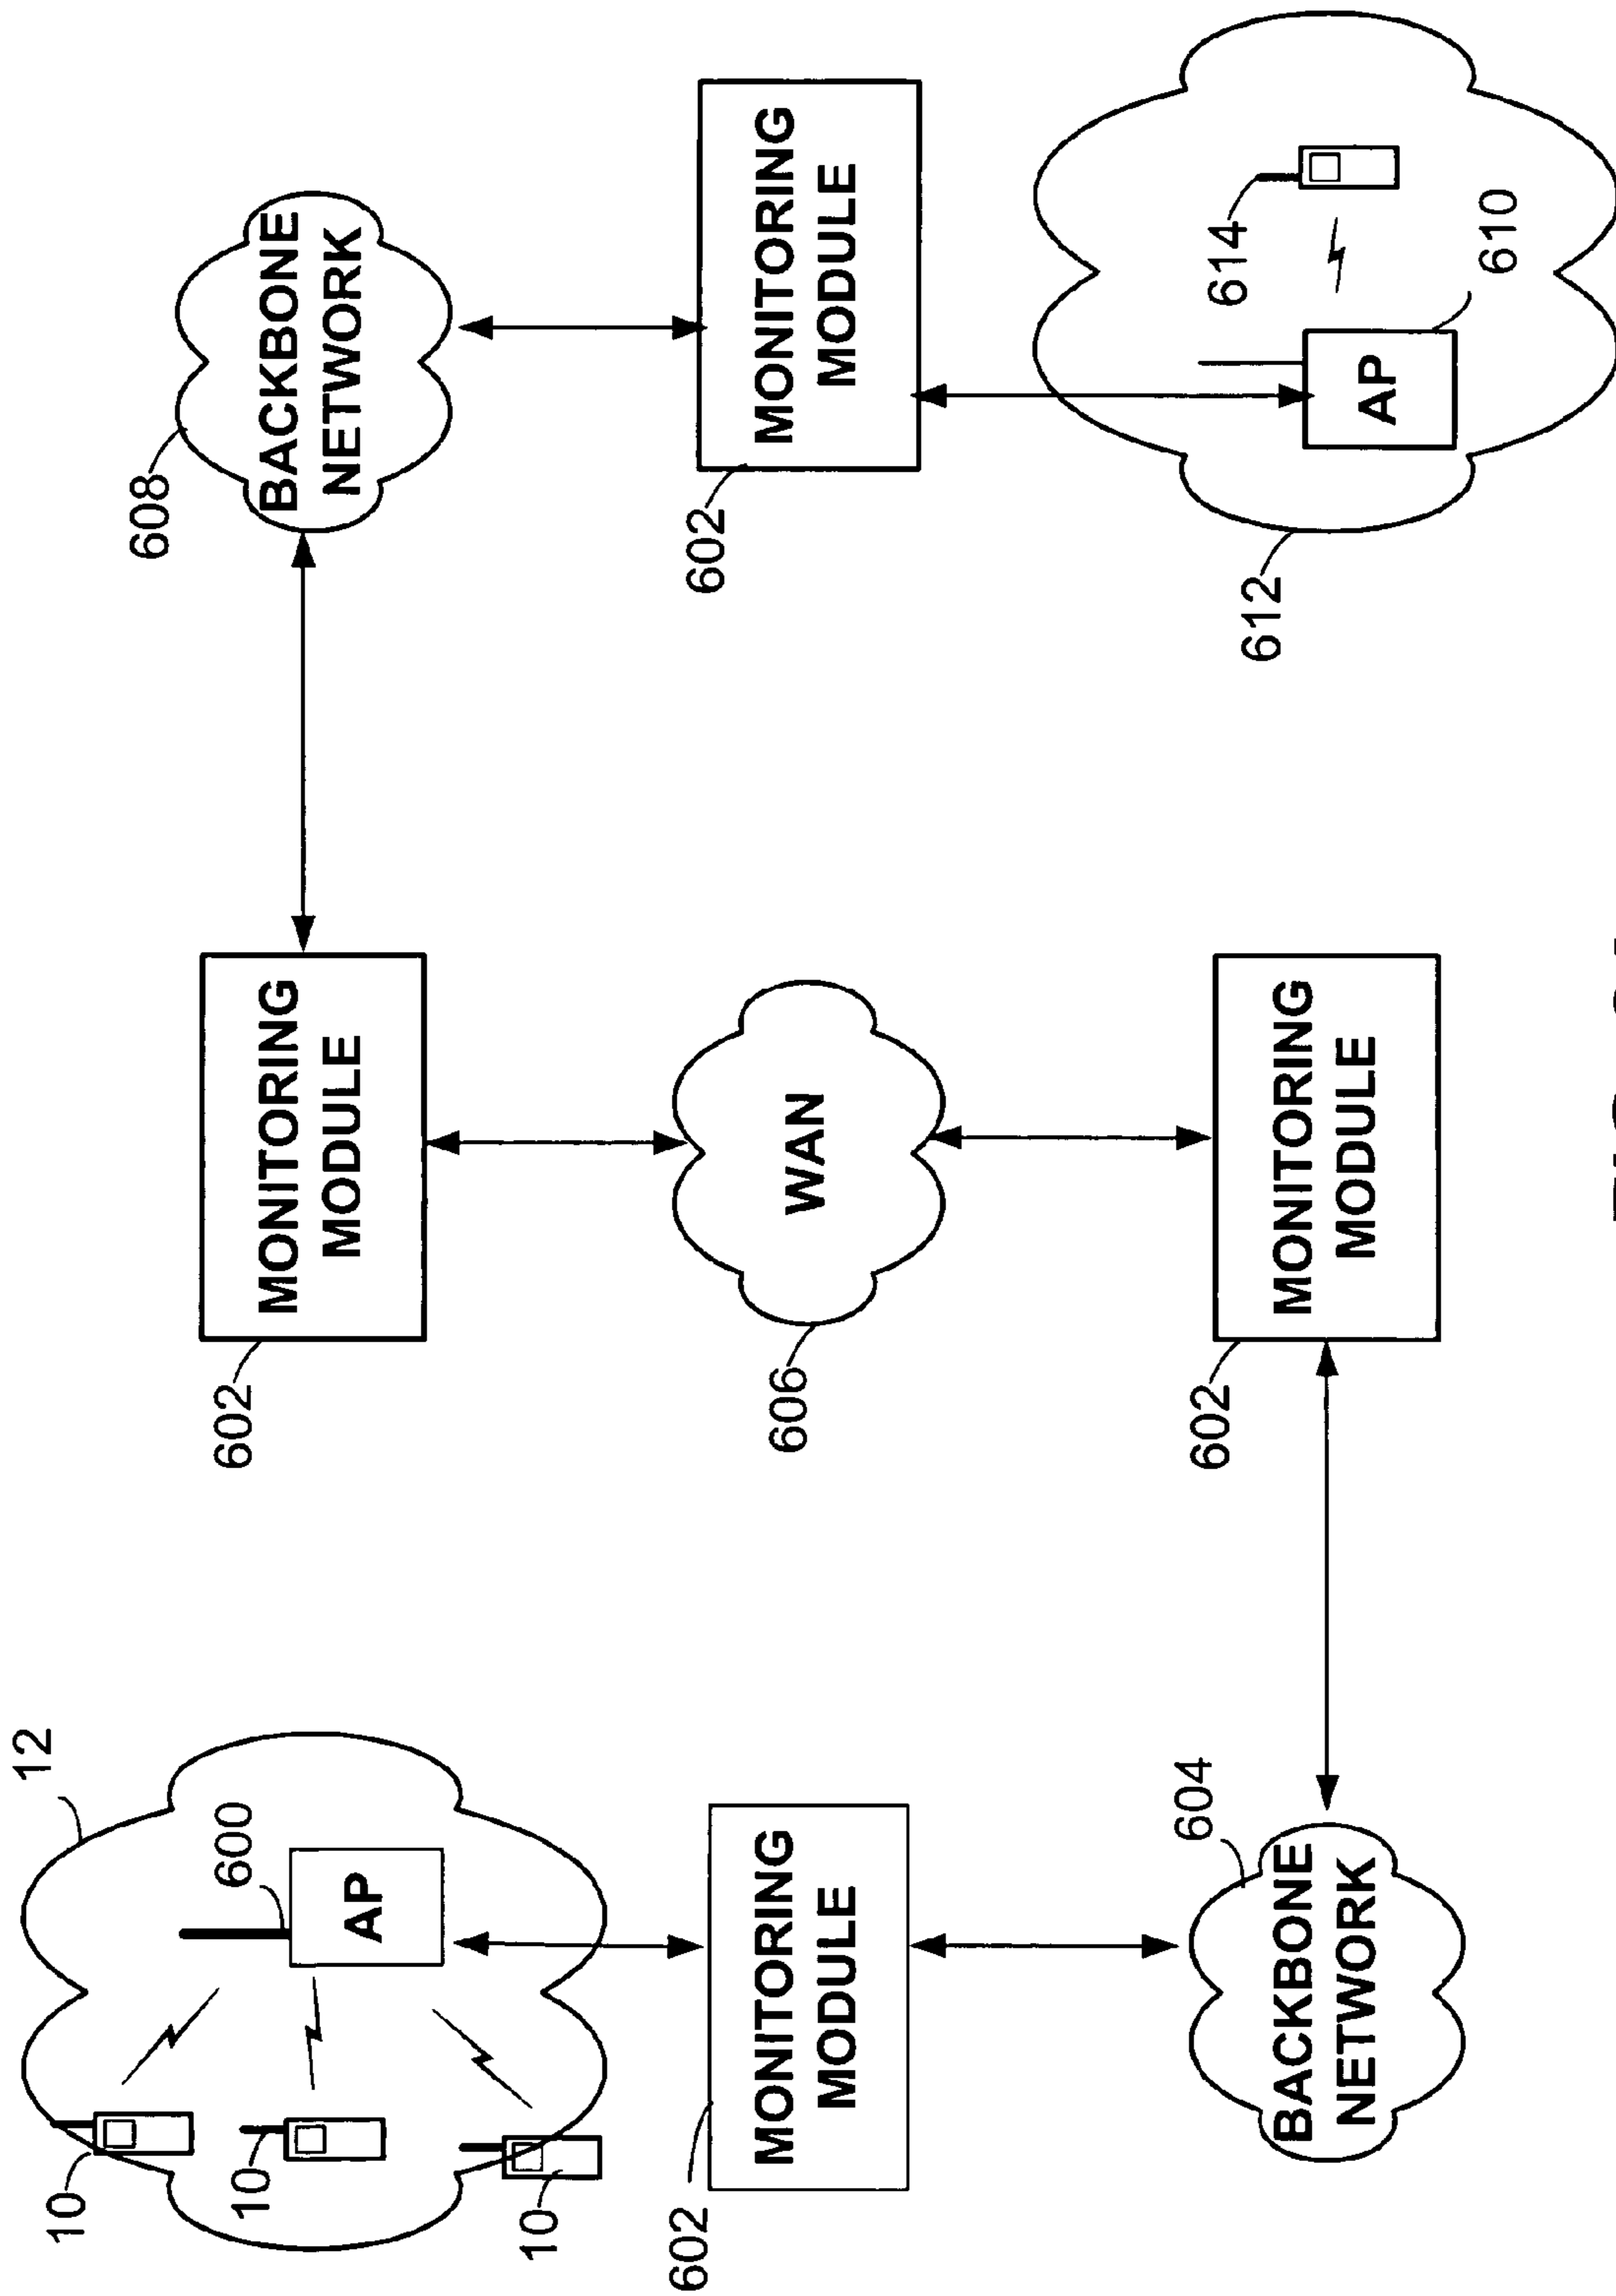 12
10
10
10
600
AP
602
MONITORING
MODULE
604
BACKBONE
NETWORK
602
MONITORING
MODULE
606
WAN
602
MONITORING
MODULE
608
BACKBONE
NETWORK
602
MONITORING
MODULE
612
614
610
AP